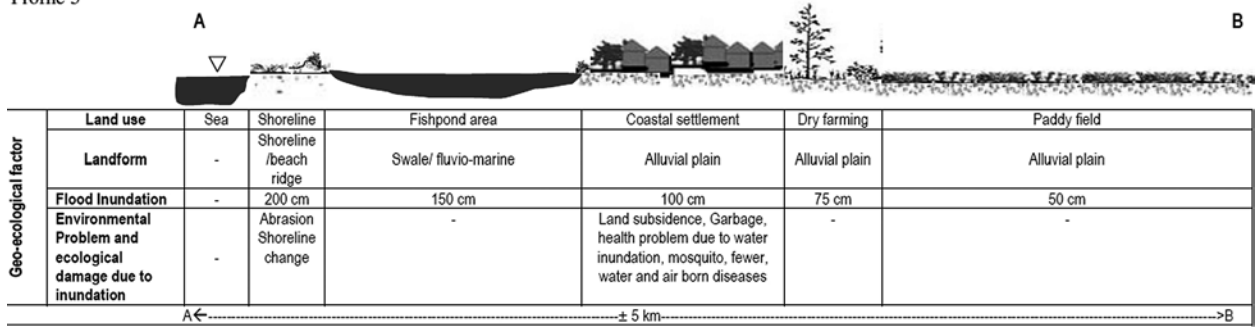 Profile 3
A B
Geo-ecological factor
Land use Sea Shoreline Fishpond area Coastal settlement Dry farming Paddy field
Landform - Shoreline /beach ridge Swale/ fluvio-marine Alluvial plain Alluvial plain Alluvial plain
Flood Inundation - 200 cm 150 cm 100 cm 75 cm 50 cm
Environmental Problem and ecological damage due to inundation - Abrasion Shoreline change - Land subsidence, Garbage, health problem due to water inundation, mosquito, fewer, water and air born diseases - -
A<-----± 5 km----->B